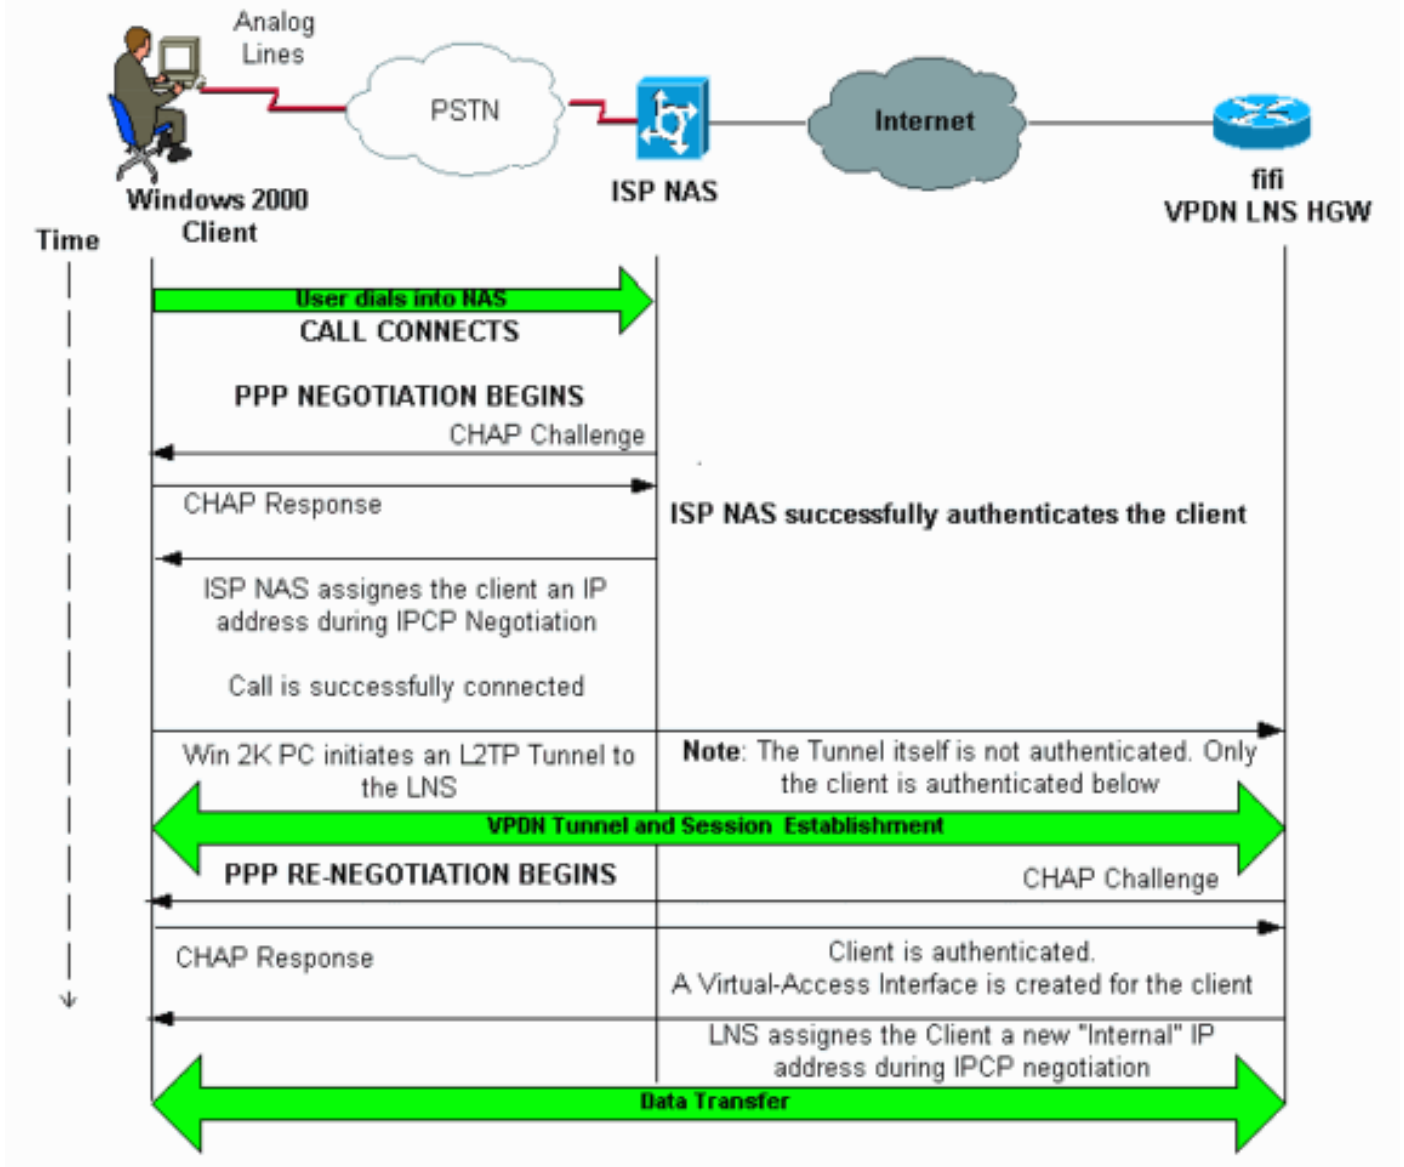 Analog
Lines
PSTN
Internet
ISP NAS
fifi
VPDN LNS HGW
Windows 2000
Client
Time
User dials into NAS
CALL CONNECTS
PPP NEGOTIATION BEGINS
CHAP Challenge
CHAP Response
ISP NAS successfully authenticates the client
ISP NAS assignes the client an IP
address during IPCP Negotiation
Call is successfully connected
Win 2K PC initiates an L2TP Tunnel to
the LNS
Note: The Tunnel itself is not authenticated. Only
the client is authenticated below
VPDN Tunnel and Session Establishment
PPP RE-NEGOTIATION BEGINS
CHAP Challenge
CHAP Response
Client is authenticated.
A Virtual-Access Interface is created for the client
LNS assignes the Client a new "Internal" IP
address during IPCP negotiation
Data Transfer